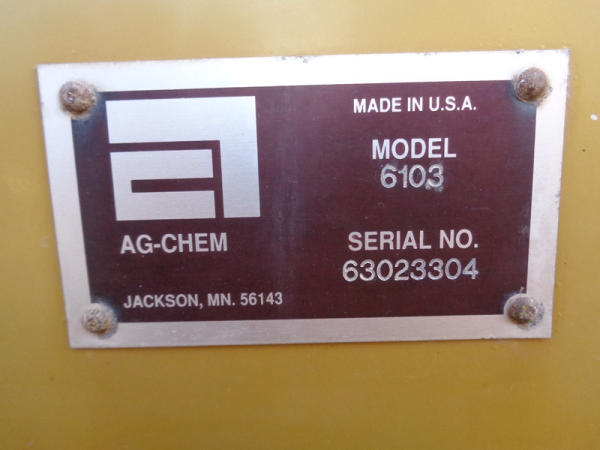 MADE IN U.S.A.
MODEL
6103
AG-CHEM
SERIAL NO.
63023304
JACKSON, MN. 56143